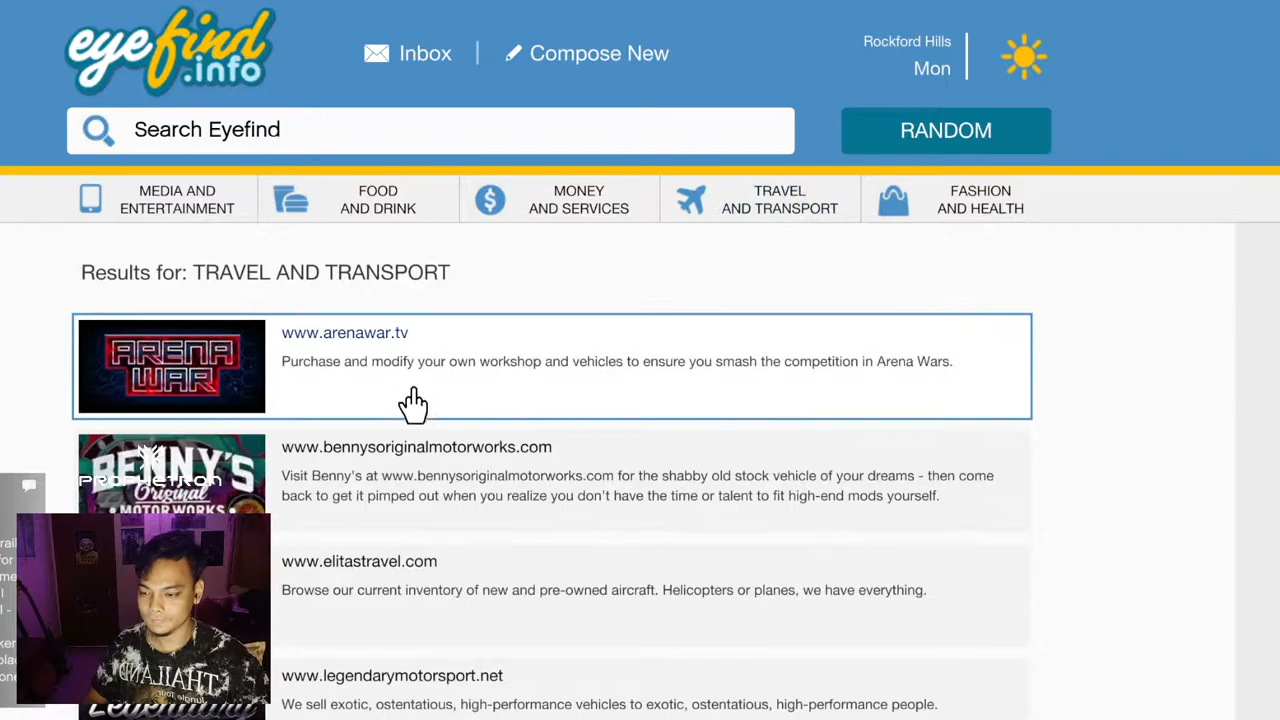 eyefind
.info
Inbox
Compose New
Rockford Hills
Mon
Search Eyefind
RANDOM
MEDIA AND
ENTERTAINMENT
FOOD
AND DRINK
MONEY
AND SERVICES
TRAVEL
AND TRANSPORT
FASHION
AND HEALTH
Results for: TRAVEL AND TRANSPORT
ARENA
WAR
www.arenawar.tv
Purchase and modify your own workshop and vehicles to ensure you smash the competition in Arena Wars.
BENNY'S
Original
MOTORWORKS
PROPHETRON
www.bennysoriginalmotorworks.com
Visit Benny's at www.bennysoriginalmotorworks.com for the shabby old stock vehicle of your dreams - then come
back to get it pimped out when you realize you don't have the time or talent to fit high-end mods yourself.
www.elitastravel.com
Browse our current inventory of new and pre-owned aircraft. Helicopters or planes, we have everything.
THAILAND
www.legendarymotorsport.net
We sell exotic, ostentatious, high-performance vehicles to exotic, ostentatious, high-performance people.
Legendary